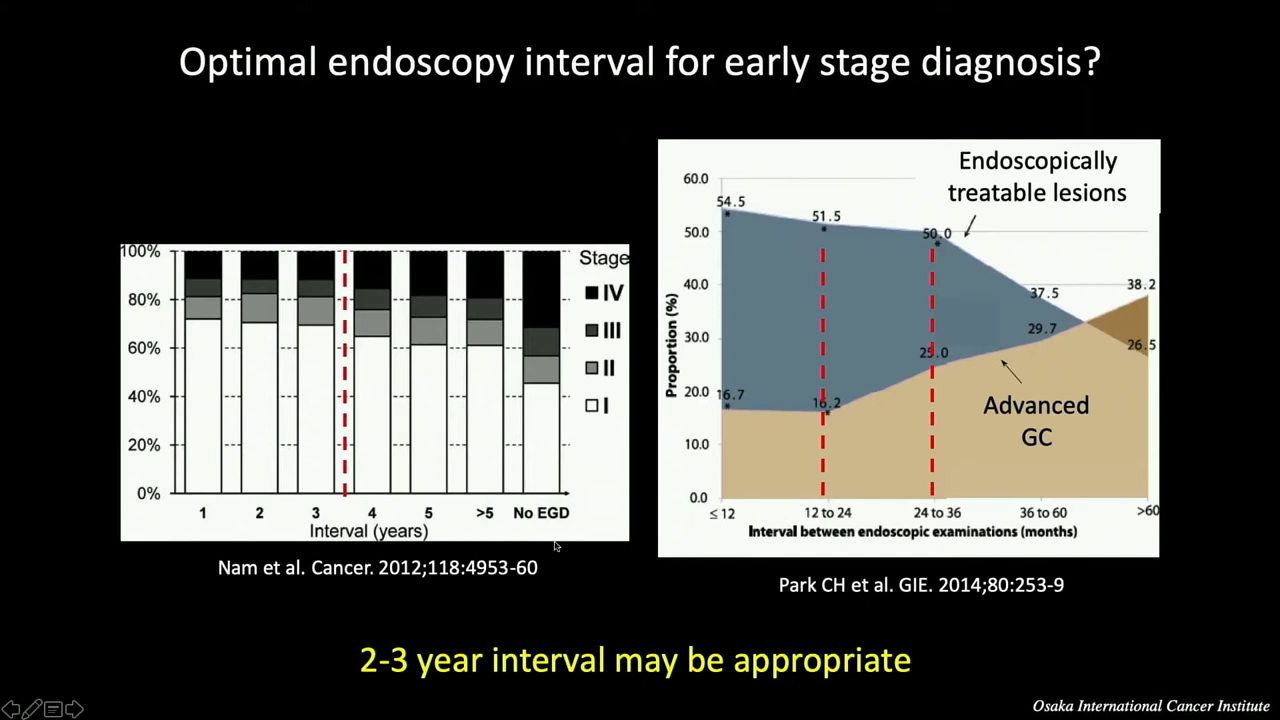 Optimal endoscopy interval for early stage diagnosis?
100%
80%
60%
40%
20%
0%
1 2 3 4 5 >5 No EGD
Interval (years)
Stage
IV
III
II
I
Nam et al. Cancer. 2012;118:4953-60
Endoscopically
treatable lesions
Proportion (%)
60.0
50.0
40.0
30.0
20.0
10.0
0.0
54.5
51.5
50.0
37.5
26.5
16.7
16.2
25.0
29.7
38.2
Advanced
GC
≤ 12 12 to 24 24 to 36 36 to 60 >60
Interval between endoscopic examinations (months)
Park CH et al. GIE. 2014;80:253-9
2-3 year interval may be appropriate
Osaka International Cancer Institute